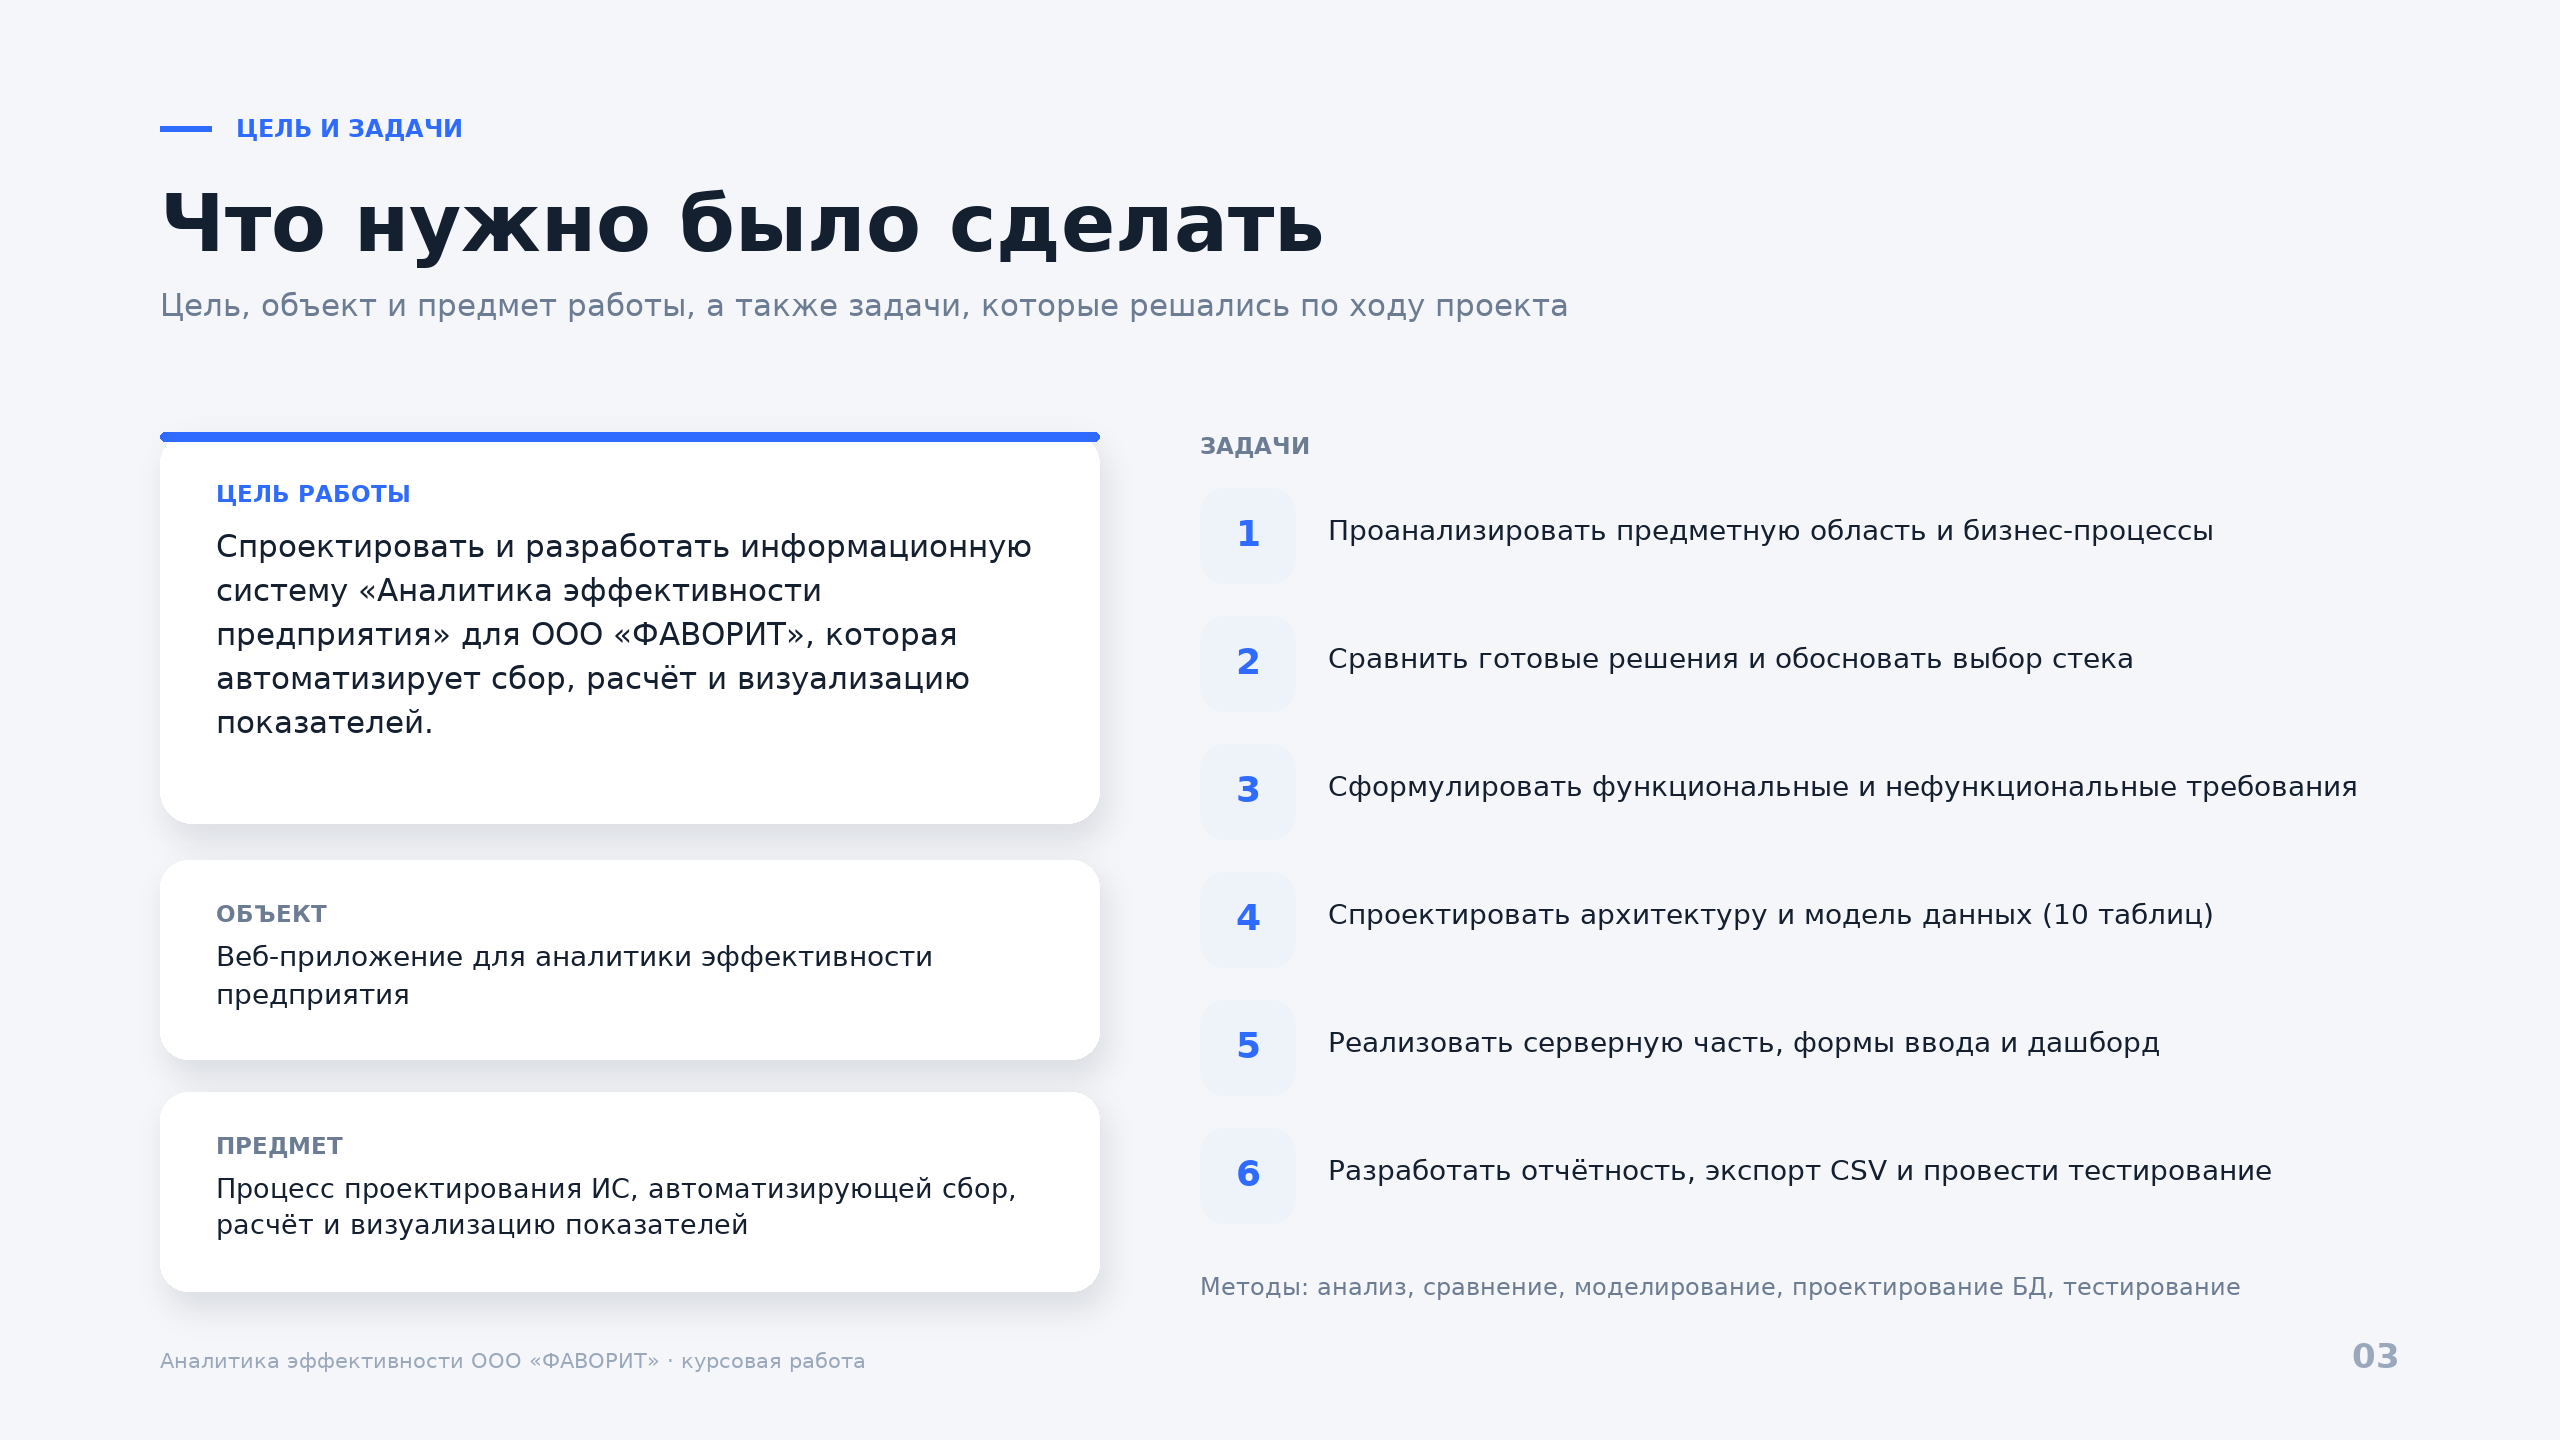 ЦЕЛЬ И ЗАДАЧИ
Что нужно было сделать
Цель, объект и предмет работы, а также задачи, которые решались по ходу проекта
ЦЕЛЬ РАБОТЫ
Спроектировать и разработать информационную
систему «Аналитика эффективности
предприятия» для ООО «ФАВОРИТ», которая
автоматизирует сбор, расчёт и визуализацию
показателей.
ОБЪЕКТ
Веб-приложение для аналитики эффективности
предприятия
ПРЕДМЕТ
Процесс проектирования ИС, автоматизирующей сбор,
расчёт и визуализацию показателей
ЗАДАЧИ
1 Проанализировать предметную область и бизнес-процессы
2 Сравнить готовые решения и обосновать выбор стека
3 Сформулировать функциональные и нефункциональные требования
4 Спроектировать архитектуру и модель данных (10 таблиц)
5 Реализовать серверную часть, формы ввода и дашборд
6 Разработать отчётность, экспорт CSV и провести тестирование
Методы: анализ, сравнение, моделирование, проектирование БД, тестирование
Аналитика эффективности ООО «ФАВОРИТ» · курсовая работа
03